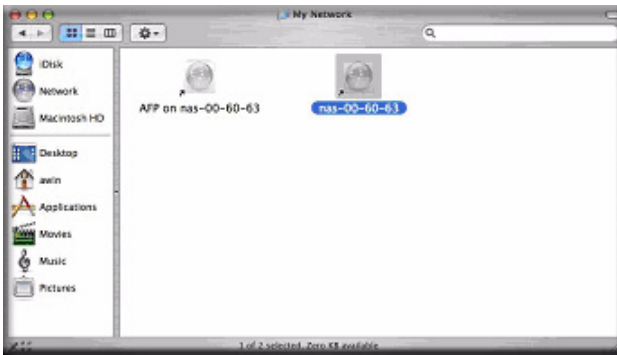 My Network
iDisk
Network
Macintosh HD
Desktop
awin
Applications
Movies
Music
Pictures
AFP on nas-00-60-63
nas-00-60-63
1 of 2 selected, Zero KB available